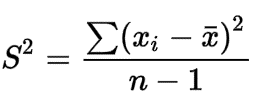 S² = ∑(xᵢ − x̄)² / n − 1